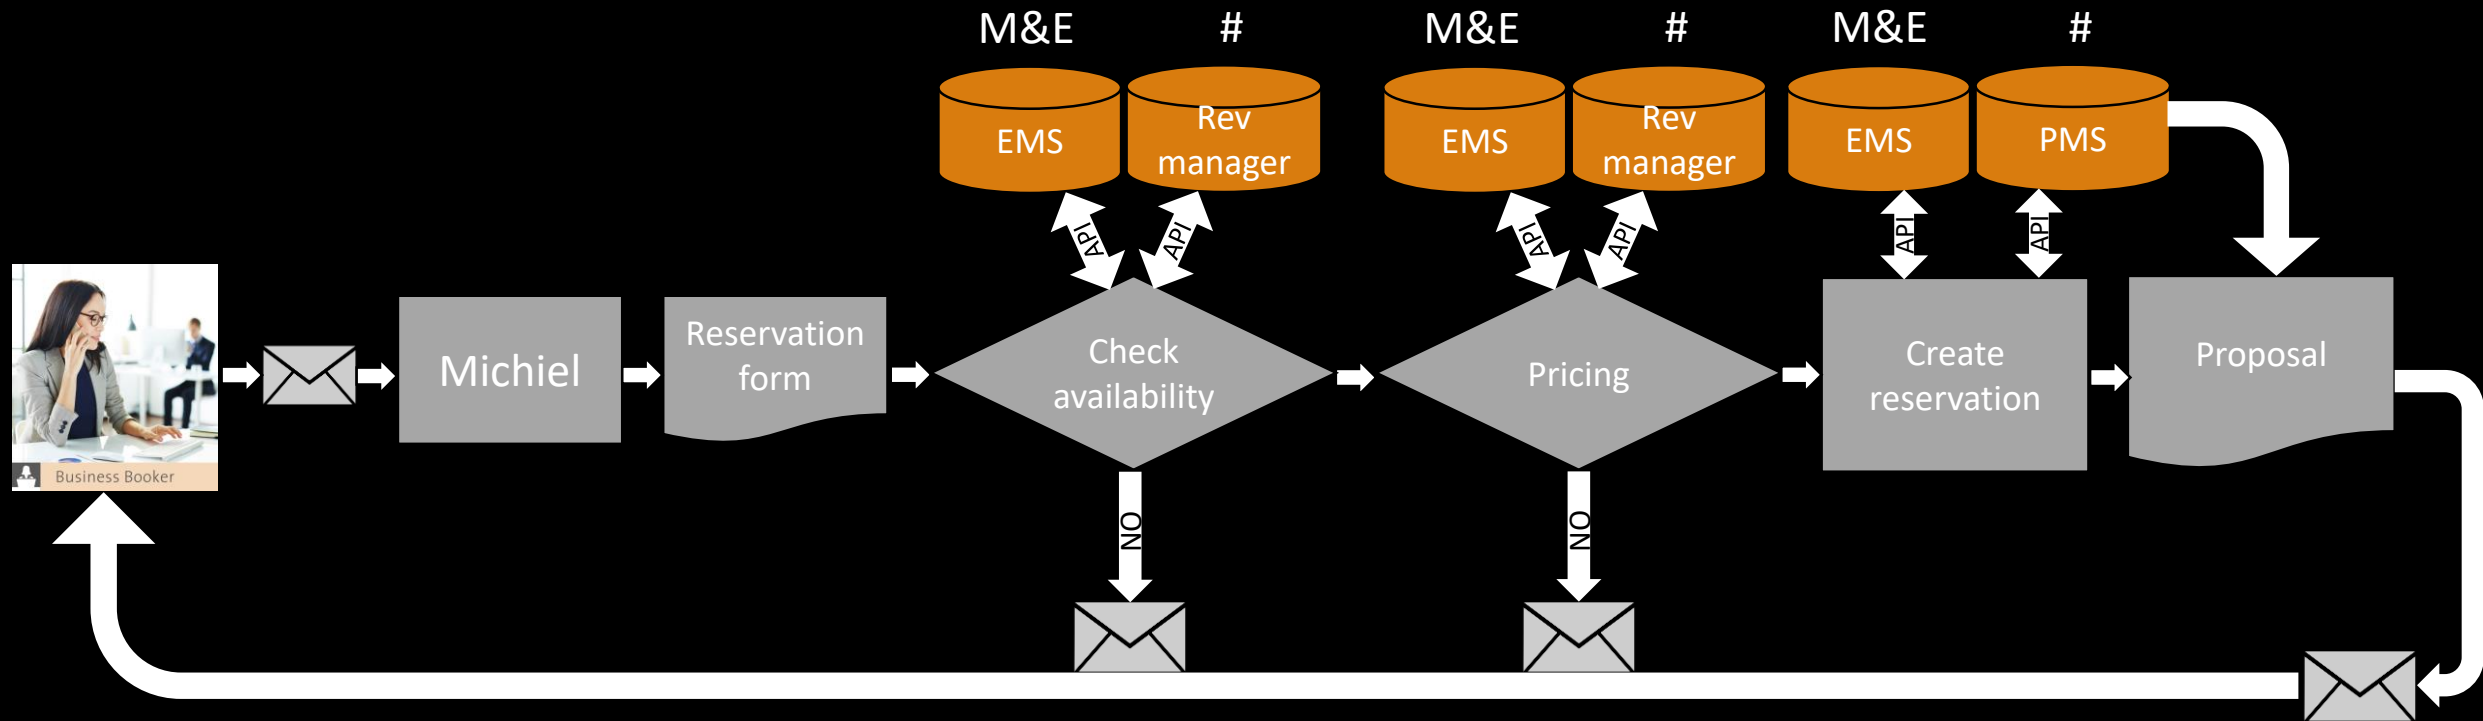 M&E
#
M&E
#
M&E
#
EMS
Rev
manager
EMS
Rev
manager
EMS
PMS
API
API
API
API
API
API
Business Booker
Michiel
Reservation
form
Check
availability
Pricing
Create
reservation
Proposal
NO
NO